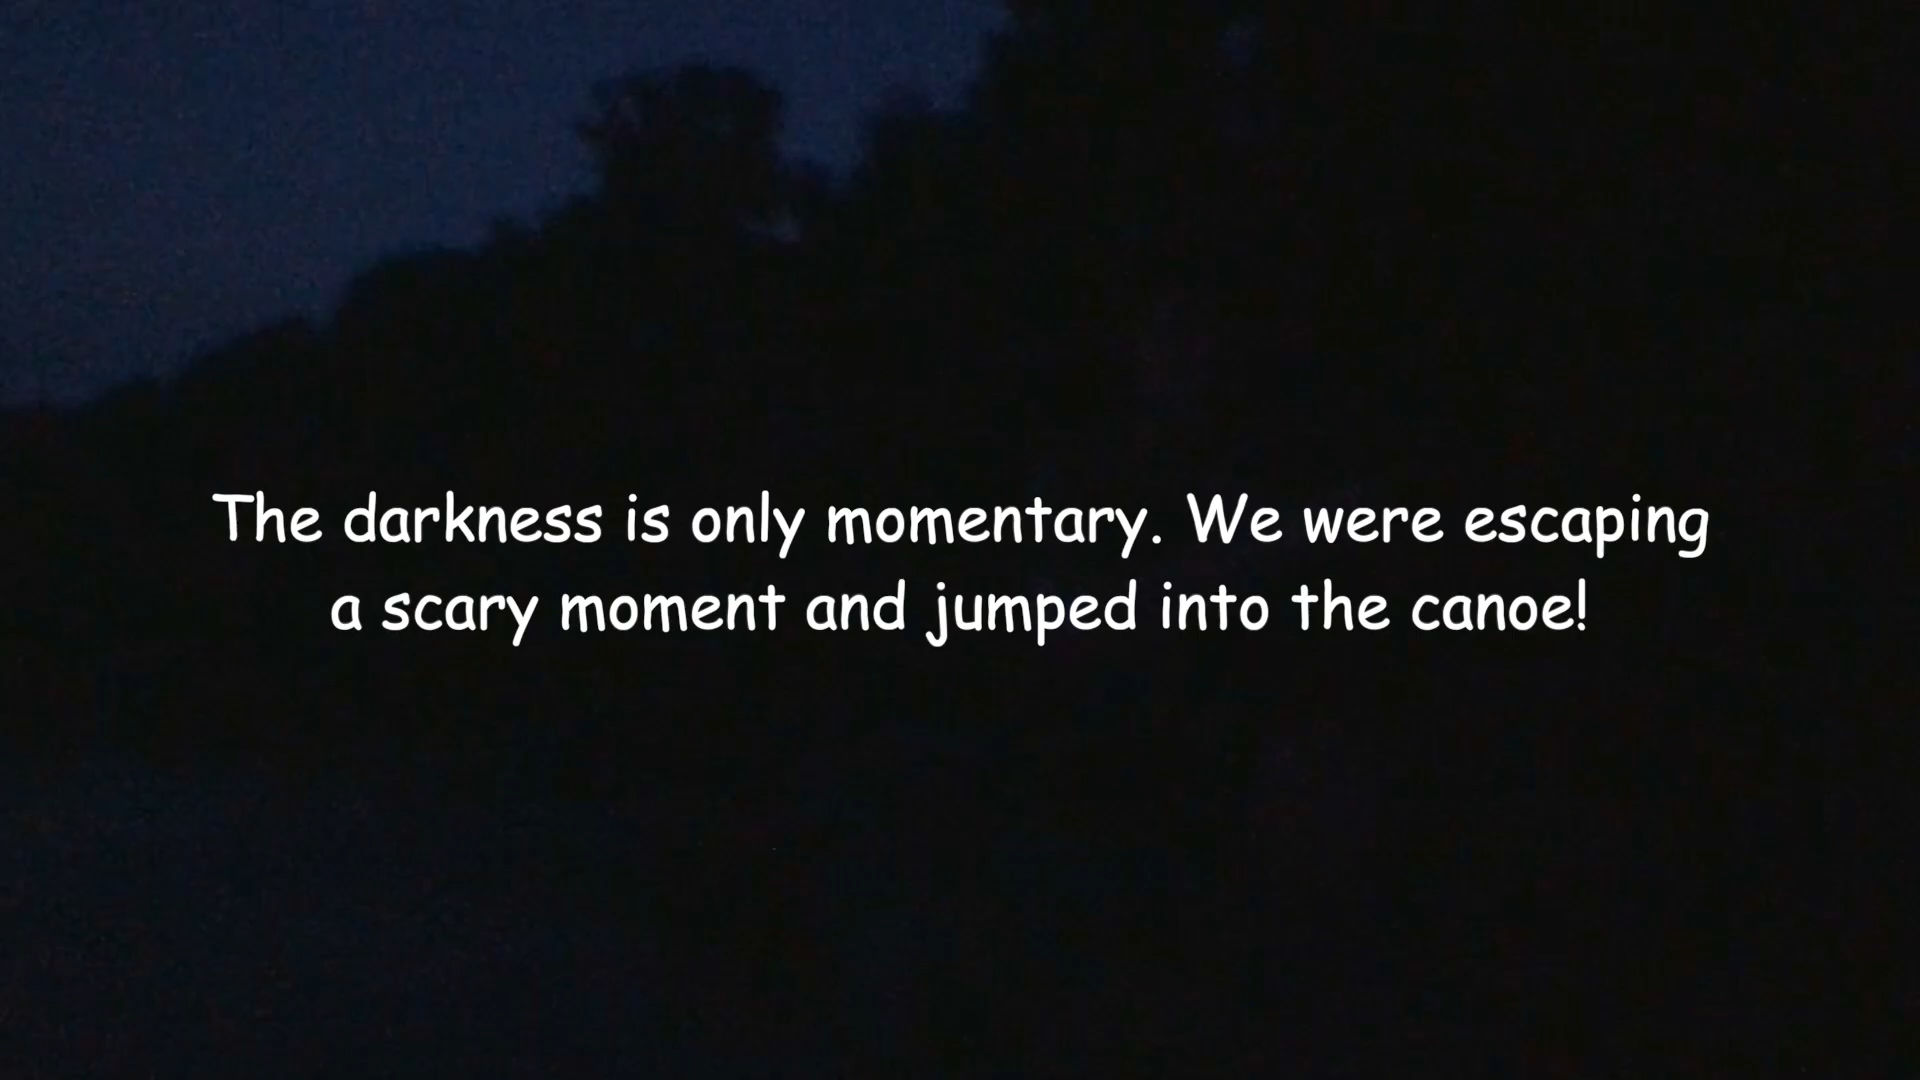 The darkness is only momentary. We were escaping
a scary moment and jumped into the canoe!